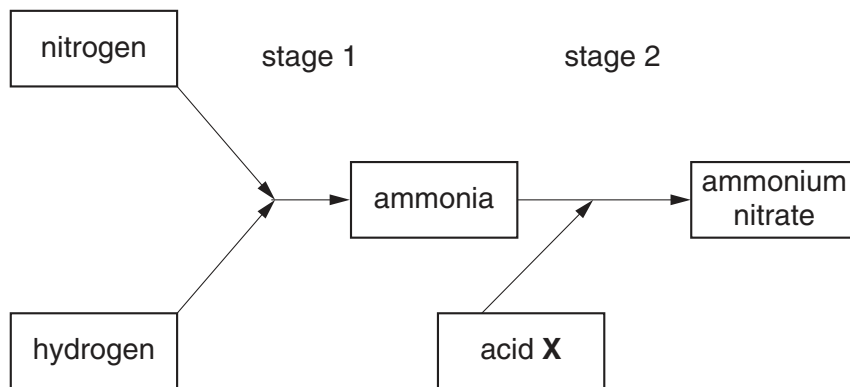 nitrogen
stage 1
stage 2
ammonia
ammonium
nitrate
hydrogen
acid X